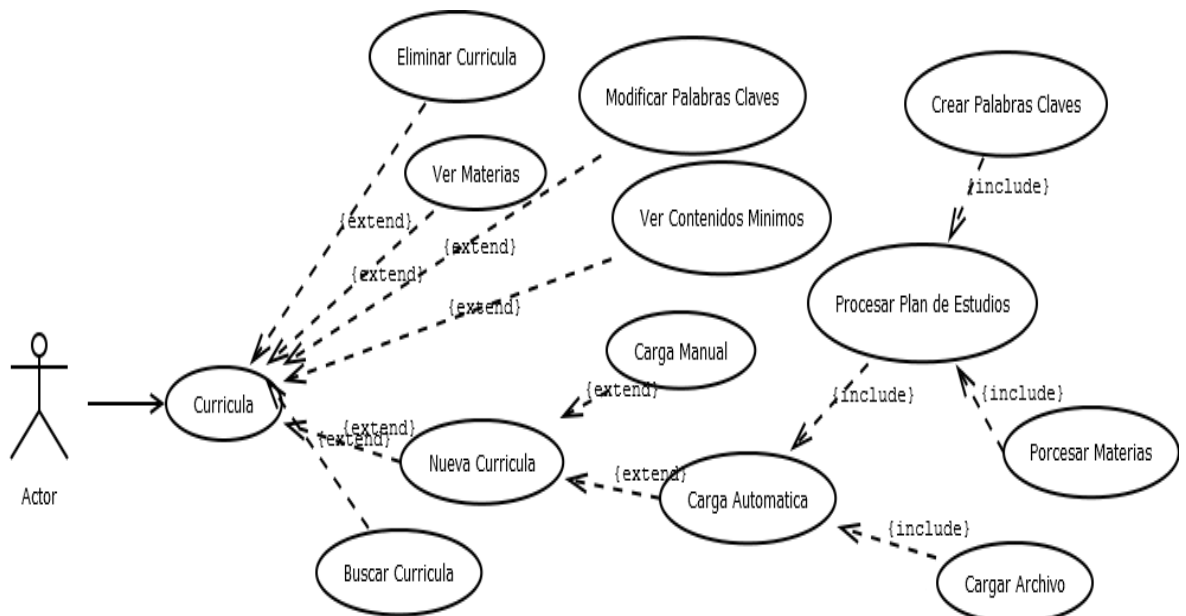 Eliminar Curricula
Modificar Palabras Claves
Crear Palabras Claves
Ver Materias
{include}
Ver Contenidos Minimos
{extend}
{extend}
{extend}
{extend}
Procesar Plan de Estudios
Carga Manual
{extend}
{include}
{include}
Curricula
{extend}
{extend}
Nueva Curricula
{extend}
Carga Automatica
Porcesar Materias
Actor
{include}
Buscar Curricula
Cargar Archivo